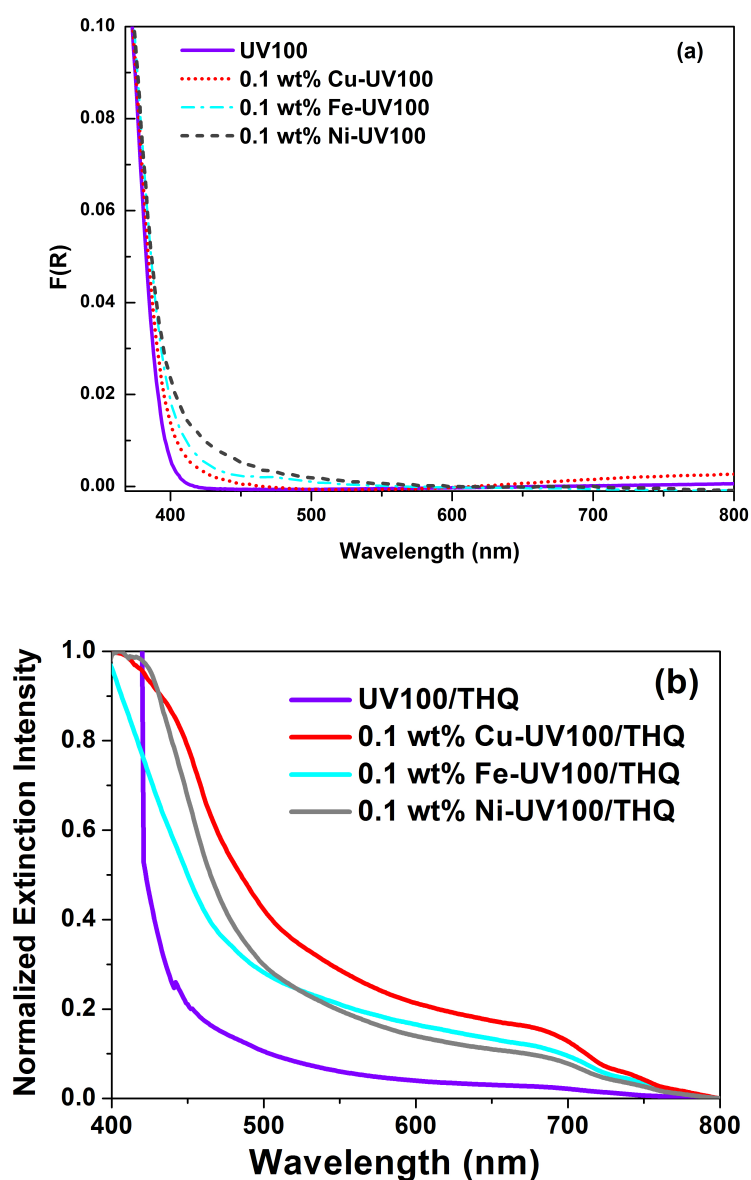 0.10
UV100
(a)
0.1 wt% Cu-UV100
0.1 wt% Fe-UV100
0.1 wt% Ni-UV100
0.08
0.06
F(R)
0.04
0.02
0.00
400 500 600 700 800
Wavelength (nm)
1.0
(b)
UV100/THQ
0.1 wt% Cu-UV100/THQ
0.1 wt% Fe-UV100/THQ
0.1 wt% Ni-UV100/THQ
0.8
0.6
Normalized Extinction Intensity
0.4
0.2
0.0
400 500 600 700 800
Wavelength (nm)